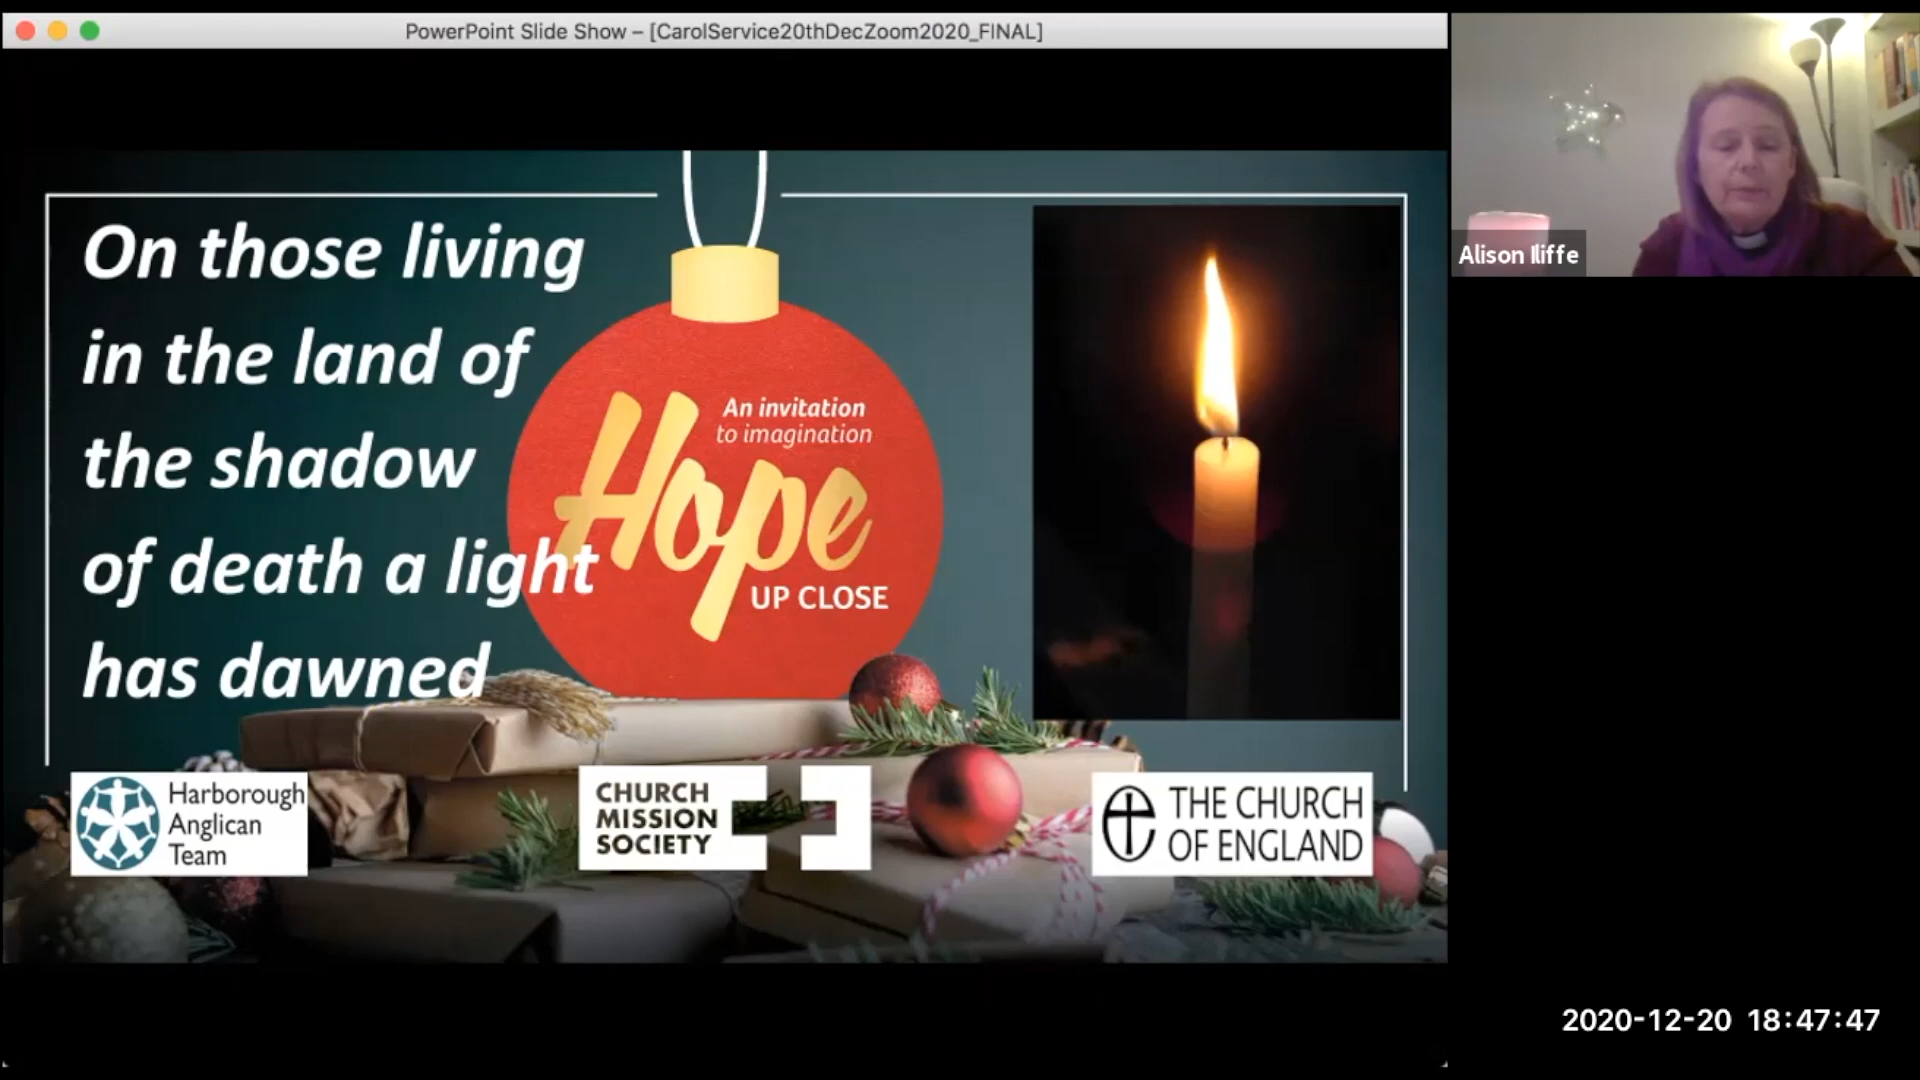 PowerPoint Slide Show – [CarolService20thDecZoom2020_FINAL]
On those living
in the land of
the shadow
of death a light
has dawned
An invitation
to imagination
Hope
UP CLOSE
Harborough
Anglican
Team
CHURCH
MISSION
SOCIETY
THE CHURCH
OF ENGLAND
Alison Iliffe
2020-12-20 18:47:47